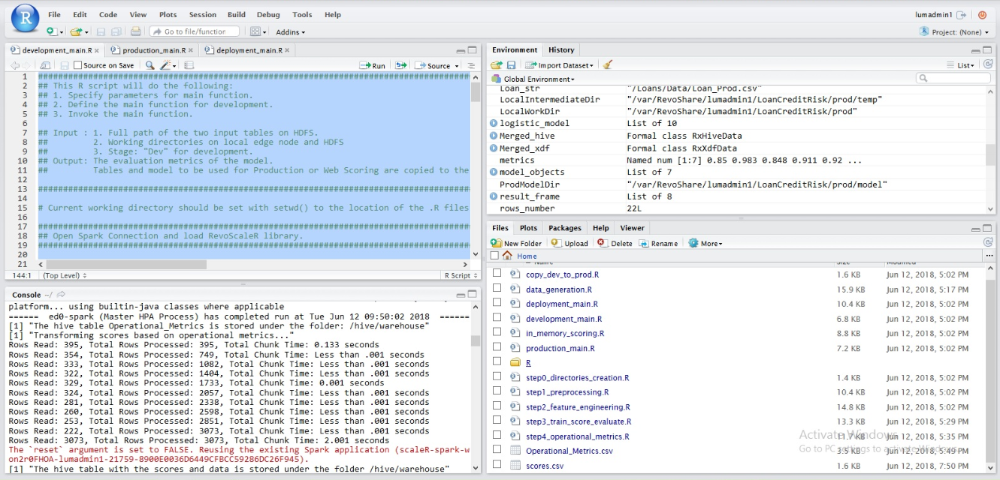 File Edit Code View Plots Session Build Debug Tools Help
lumadmin1
Go to file/function
Addins
Project: (None)
development_main.R
production_main.R
deployment_main.R
Source on Save
Run
Source
1 ################################################################################
2 ## This R script will do the following:
3 ## 1. Specify parameters for main function.
4 ## 2. Define the main function for development.
5 ## 3. Invoke the main function.
6
7 ## Input : 1. Full path of the two input tables on HDFS.
8 ## 2. Working directories on local edge node and HDFS
9 ## 3. Stage: "Dev" for development.
10 ## Output: The evaluation metrics of the model.
11 ## Tables and model to be used for Production or Web Scoring are copied to the
12
13 ################################################################################
14
15 # Current working directory should be set with setwd() to the location of the .R files
16
17 ################################################################################
18 ## Open Spark Connection and load RevoScaleR library.
19 ################################################################################
20
21
144:1 (Top Level) R Script
Console ~/
platform... using builtin-java classes where applicable
====== ed0-spark (Master HPA Process) has completed run at Tue Jun 12 09:50:02 2018 ======
[1] "The hive table Operational_Metrics is stored under the folder: /hive/warehouse"
[1] "Transforming scores based on operational metrics..."
Rows Read: 395, Total Rows Processed: 395, Total Chunk Time: 0.133 seconds
Rows Read: 354, Total Rows Processed: 749, Total Chunk Time: Less than .001 seconds
Rows Read: 333, Total Rows Processed: 1082, Total Chunk Time: Less than .001 seconds
Rows Read: 322, Total Rows Processed: 1404, Total Chunk Time: Less than .001 seconds
Rows Read: 329, Total Rows Processed: 1733, Total Chunk Time: 0.001 seconds
Rows Read: 324, Total Rows Processed: 2057, Total Chunk Time: Less than .001 seconds
Rows Read: 281, Total Rows Processed: 2338, Total Chunk Time: Less than .001 seconds
Rows Read: 260, Total Rows Processed: 2598, Total Chunk Time: Less than .001 seconds
Rows Read: 253, Total Rows Processed: 2851, Total Chunk Time: Less than .001 seconds
Rows Read: 222, Total Rows Processed: 3073, Total Chunk Time: Less than .001 seconds
Rows Read: 3073, Total Rows Processed: 3073, Total Chunk Time: 2.001 seconds
The `reset` argument is set to FALSE. Reusing the existing Spark application (scaleR-spark-w
on2r0FHOA-lumadmin1-21759-8900E0036D6449CFBCC59286DC26F945).
[1] "The hive table with the scores and data is stored under the folder /hive/warehouse"
Environment History
Import Dataset
List
Global Environment
Loan_str "/Loans/Data/Loan_Prod.csv"
LocalIntermediateDir "/var/RevoShare/lumadmin1/LoanCreditRisk/prod/temp"
LocalWorkDir "/var/RevoShare/lumadmin1/LoanCreditRisk/prod"
logistic_model List of 10
Merged_hive Formal class RxHiveData
Merged_xdf Formal class RxXdfData
metrics Named num [1:7] 0.85 0.983 0.848 0.911 0.92 ...
model_objects List of 7
ProdModelDir "/var/RevoShare/lumadmin1/LoanCreditRisk/prod/model"
result_frame List of 8
rows_number 22L
Files Plots Packages Help Viewer
New Folder Upload Delete Rename More
Home ...
Name Size Modified
copy_dev_to_prod.R 1.6 KB Jun 12, 2018, 5:02 PM
data_generation.R 15.9 KB Jun 12, 2018, 5:17 PM
deployment_main.R 10.4 KB Jun 12, 2018, 5:02 PM
development_main.R 6.8 KB Jun 12, 2018, 5:02 PM
in_memory_scoring.R 8.8 KB Jun 12, 2018, 5:02 PM
production_main.R 7.2 KB Jun 12, 2018, 5:02 PM
R
step0_directories_creation.R 1.4 KB Jun 12, 2018, 5:02 PM
step1_preprocessing.R 10.4 KB Jun 12, 2018, 5:02 PM
step2_feature_engineering.R 14.8 KB Jun 12, 2018, 5:02 PM
step3_train_score_evaluate.R 13.3 KB Jun 12, 2018, 5:29 PM
step4_operational_metrics.R 11.7 KB Jun 12, 2018, 5:35 PM
Operational_Metrics.csv 3.5 KB Jun 12, 2018, 5:49 PM
scores.csv 1.6 KB Jun 12, 2018, 7:50 PM
Activate Windows
Go to PC settings to activate Windows.